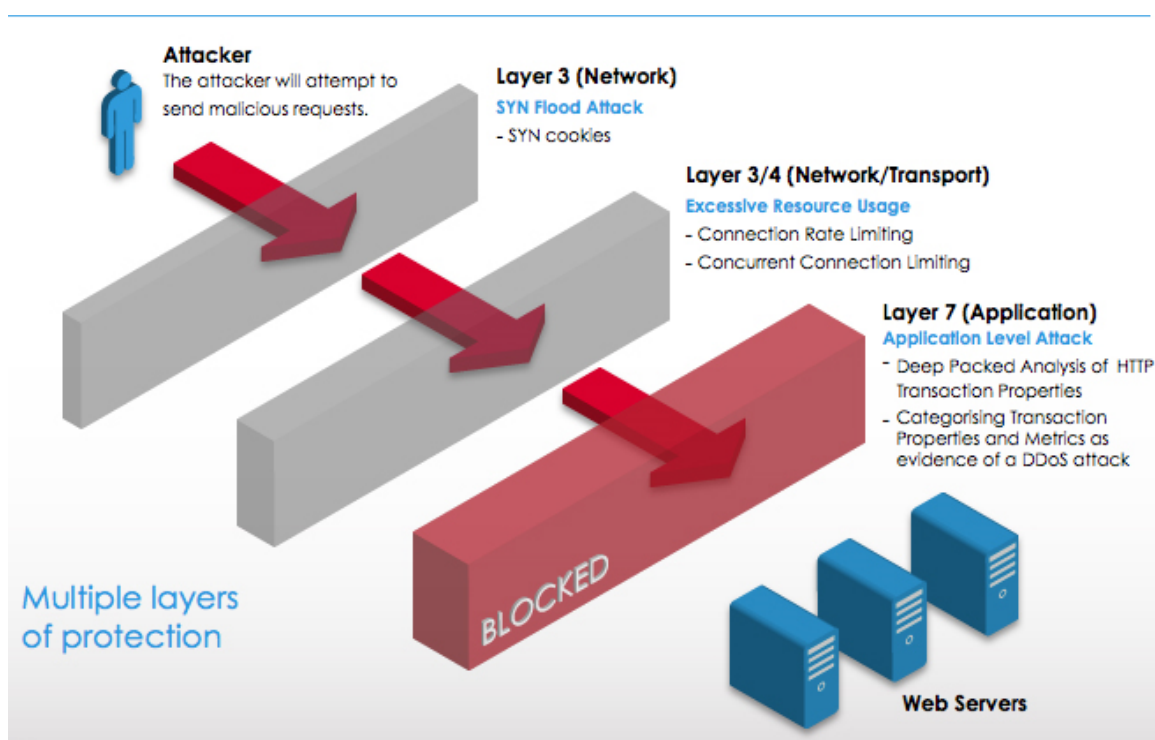 Attacker
The attacker will attempt to
send malicious requests.
Layer 3 (Network)
SYN Flood Attack
- SYN cookies
Layer 3/4 (Network/Transport)
Excessive Resource Usage
- Connection Rate Limiting
- Concurrent Connection Limiting
Layer 7 (Application)
Application Level Attack
- Deep Packed Analysis of HTTP
Transaction Properties
- Categorising Transaction
Properties and Metrics as
evidence of a DDoS attack
BLOCKED
Multiple layers
of protection
Web Servers